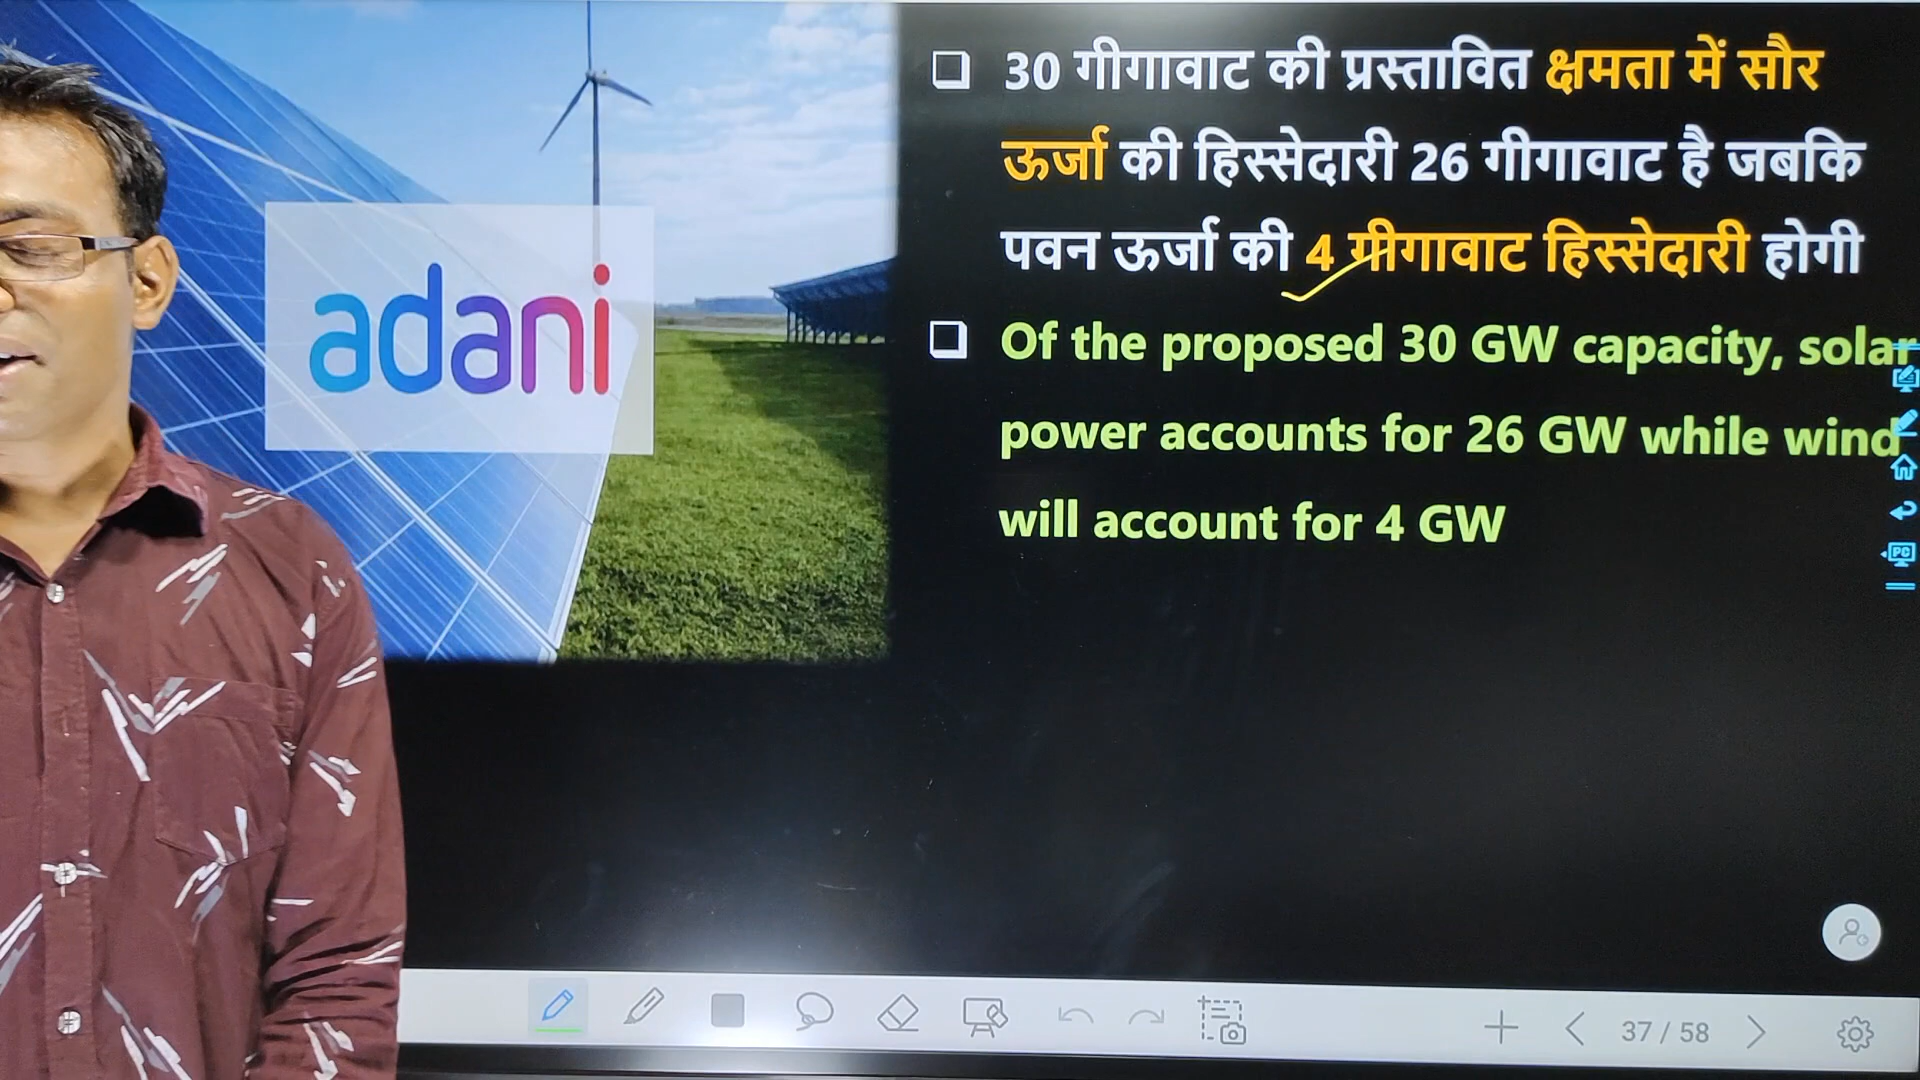 adani
30 गीगावाट की प्रस्तावित क्षमता में सौर
ऊर्जा की हिस्सेदारी 26 गीगावाट है जबकि
पवन ऊर्जा की 4 गीगावाट हिस्सेदारी होगी
Of the proposed 30 GW capacity, solar
power accounts for 26 GW while wind
will account for 4 GW
PC
37 / 58